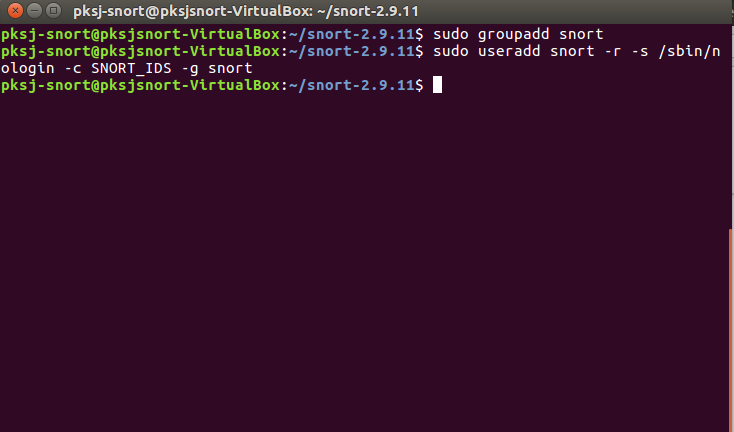 pksj-snort@pksjsnort-VirtualBox: ~/snort-2.9.11
pksj-snort@pksjsnort-VirtualBox:~/snort-2.9.11$ sudo groupadd snort
pksj-snort@pksjsnort-VirtualBox:~/snort-2.9.11$ sudo useradd snort -r -s /sbin/n
ologin -c SNORT_IDS -g snort
pksj-snort@pksjsnort-VirtualBox:~/snort-2.9.11$